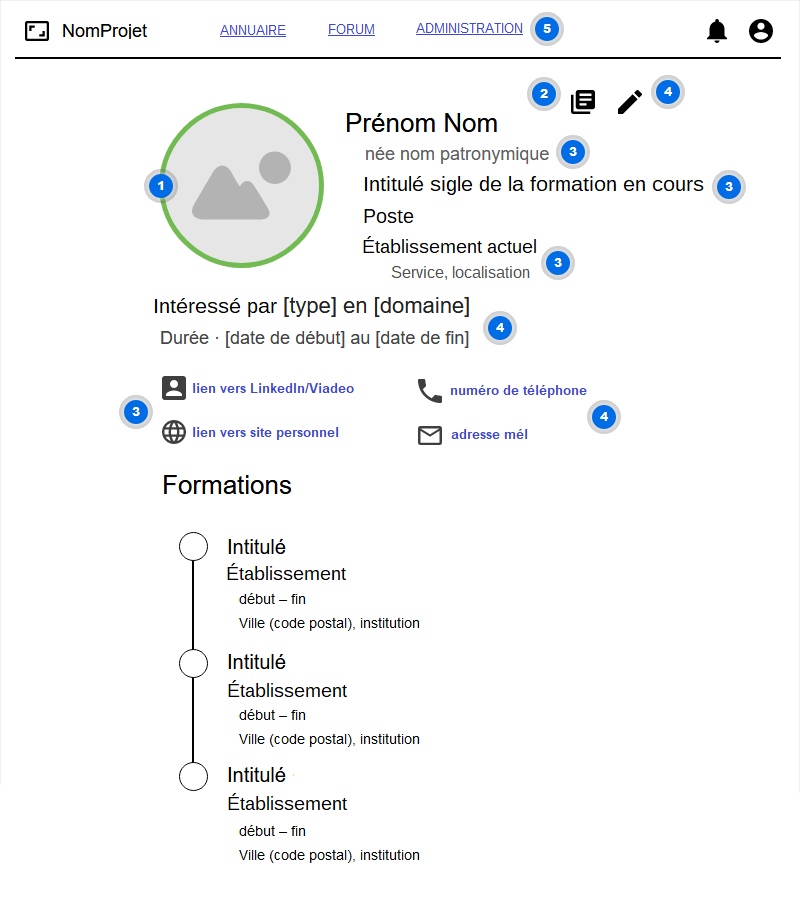 NomProjet
ANNUAIRE FORUM ADMINISTRATION 5
2 4
Prénom Nom
née nom patronymique 3
1 Intitulé sigle de la formation en cours 3
Poste
Établissement actuel
3
Service, localisation
Intéressé par [type] en [domaine]
4
Durée · [date de début] au [date de fin]
lien vers LinkedIn/Viadeo numéro de téléphone
3 4
lien vers site personnel adresse mél
Formations
Intitulé
Établissement
début – fin
Ville (code postal), institution
Intitulé
Établissement
début – fin
Ville (code postal), institution
Intitulé
Établissement
début – fin
Ville (code postal), institution